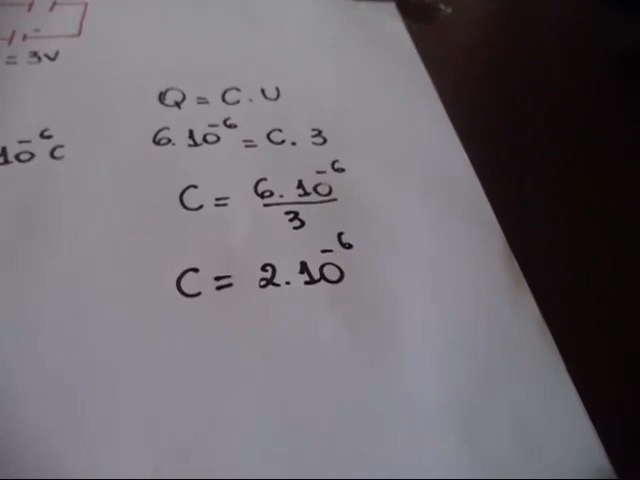 = 3V
10⁻⁶ C
Q = C . U
6.10⁻⁶ = C . 3
C = 6.10⁻⁶
3
C = 2.10⁻⁶